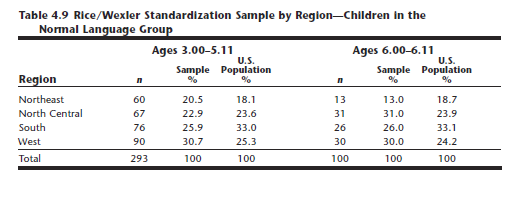 Table 4.9 Rice/Wexler Standardization Sample by Region—Children in the
Normal Language Group
Ages 3.00–5.11 Ages 6.00–6.11
U.S. U.S.
Sample Population Sample Population
Region n % % n % %
Northeast 60 20.5 18.1 13 13.0 18.7
North Central 67 22.9 23.6 31 31.0 23.9
South 76 25.9 33.0 26 26.0 33.1
West 90 30.7 25.3 30 30.0 24.2
Total 293 100 100 100 100 100